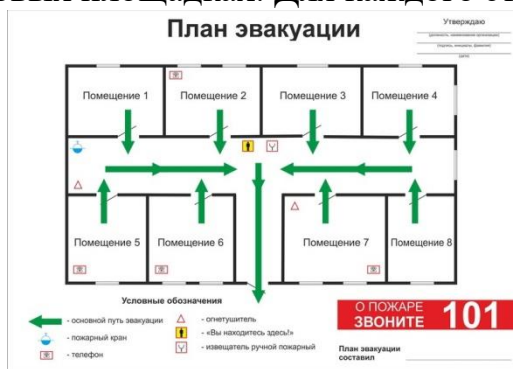 План эвакуации
Утверждаю
Помещение 1
Помещение 2
Помещение 3
Помещение 4
Помещение 5
Помещение 6
Помещение 7
Помещение 8
Условные обозначения
- основной путь эвакуации
- пожарный кран
- телефон
- огнетушитель
- «Вы находитесь здесь!»
- извещатель ручной пожарный
О ПОЖАРЕ
ЗВОНИТЕ 101
План эвакуации
составил